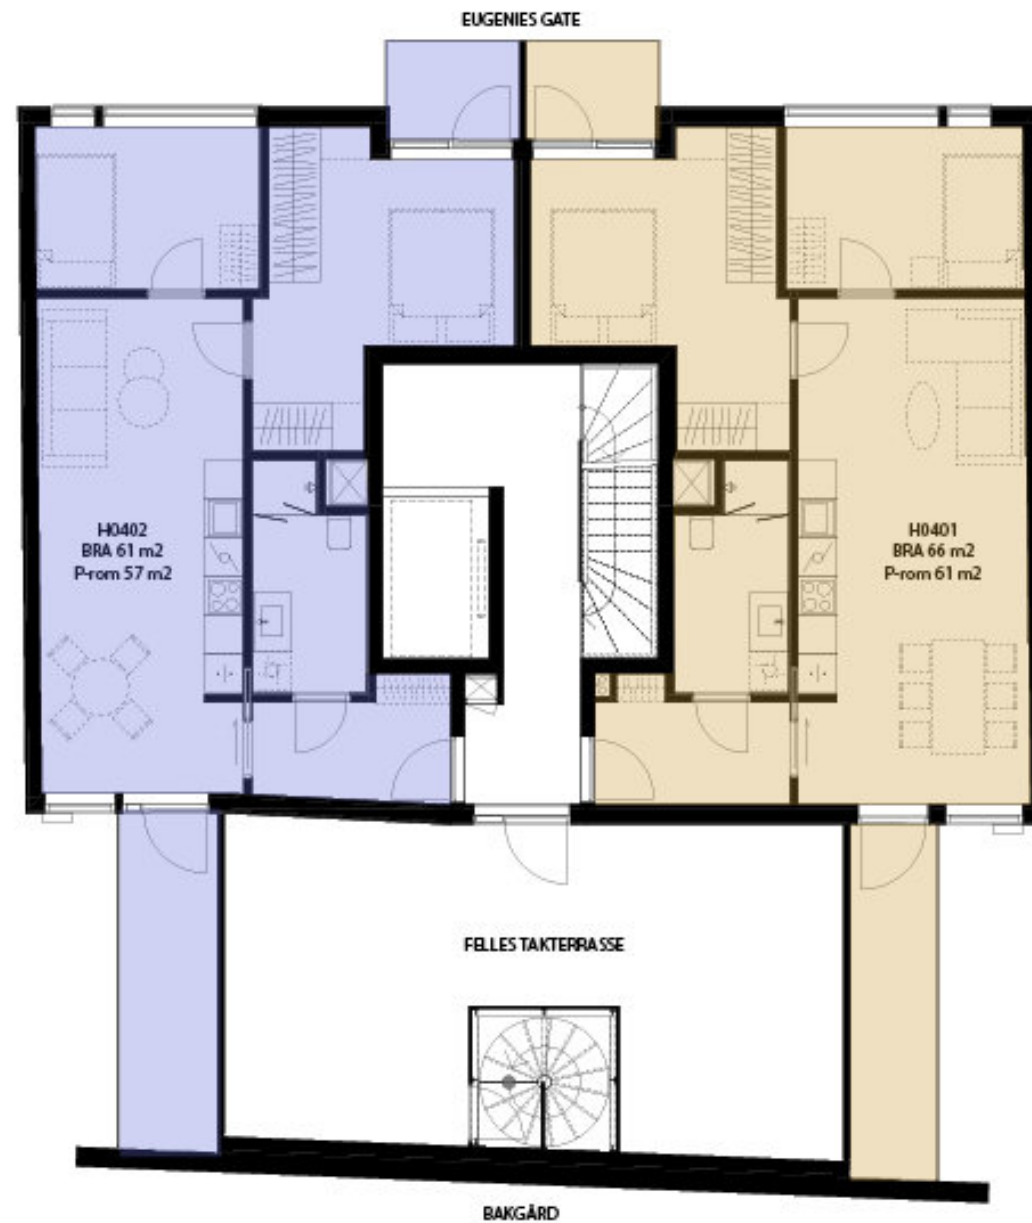 EUGENIES GATE
H0402
BRA 61 m2
P-rom 57 m2
H0401
BRA 66 m2
P-rom 61 m2
FELLES TAKTERRASSE
BAKGÅRD